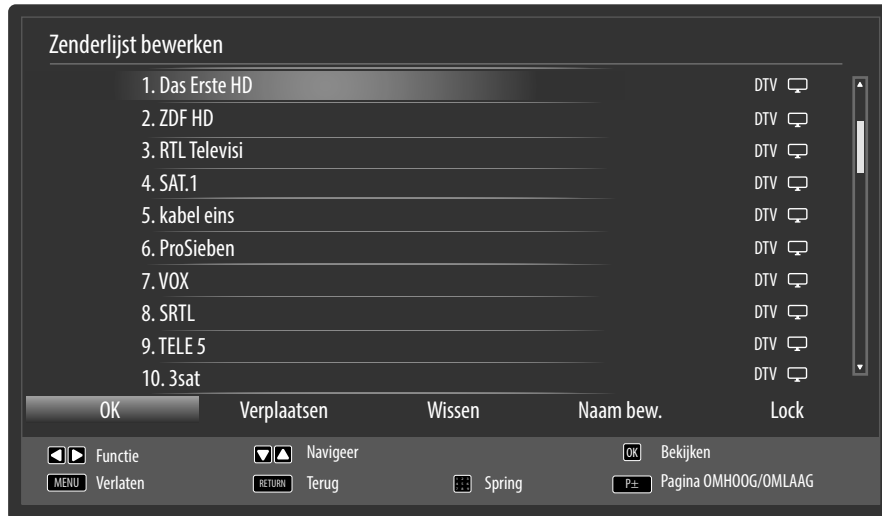 Zenderlijst bewerken
1. Das Erste HD DTV
2. ZDF HD DTV
3. RTL Televisi DTV
4. SAT.1 DTV
5. kabel eins DTV
6. ProSieben DTV
7. VOX DTV
8. SRTL DTV
9. TELE 5 DTV
10. 3sat DTV
OK Verplaatsen Wissen Naam bew. Lock
Functie Navigeer OK Bekijken
MENU Verlaten RETURN Terug Spring P± Pagina OMHOOG/OMLAAG